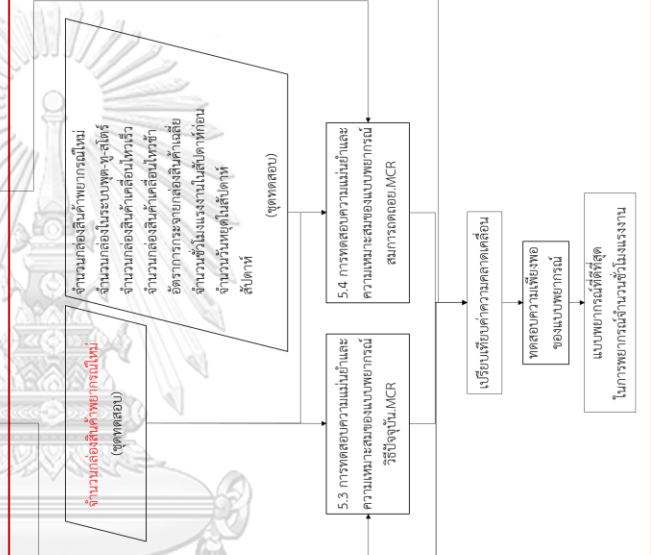 จำนวนกล่องสินค้าพยากรณ์ใหม่
(ชุดทดสอบ)
จำนวนกล่องสินค้าพยากรณ์ใหม่
จำนวนกล่องในระบบพุต-ทู-สโตร์
จำนวนกล่องสินค้าเคลื่อนไหวเร็ว
จำนวนกล่องสินค้าเคลื่อนไหวช้า
อัตราการกระจายกล่องสินค้าเฉลี่ย
จำนวนชั่วโมงแรงงานในสัปดาห์ก่อน
จำนวนวันหยุดในสัปดาห์
สัปดาห์
(ชุดทดสอบ)
5.3 การทดสอบความแม่นยำและ
ความเหมาะสมของแบบพยากรณ์
วิธีปัจจุบัน.MCR
5.4 การทดสอบความแม่นยำและ
ความเหมาะสมของแบบพยากรณ์
สมการถดถอย.MCR
เปรียบเทียบค่าความคลาดเคลื่อน
ทดสอบความเพียงพอ
ของแบบพยากรณ์
แบบพยากรณ์ที่ดีที่สุด
ในการพยากรณ์จำนวนชั่วโมงแรงงาน